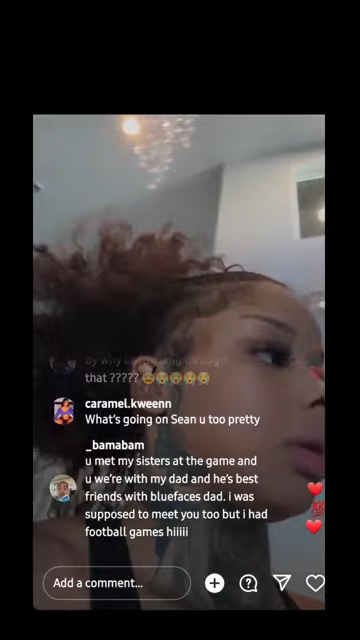 that ????? 😅😢😢😢😢
caramel.kweenn
What's going on Sean u too pretty
_bamabam
u met my sisters at the game and
u we're with my dad and he's best
friends with bluefaces dad. i was
supposed to meet you too but i had
football games hiiiii
Add a comment...